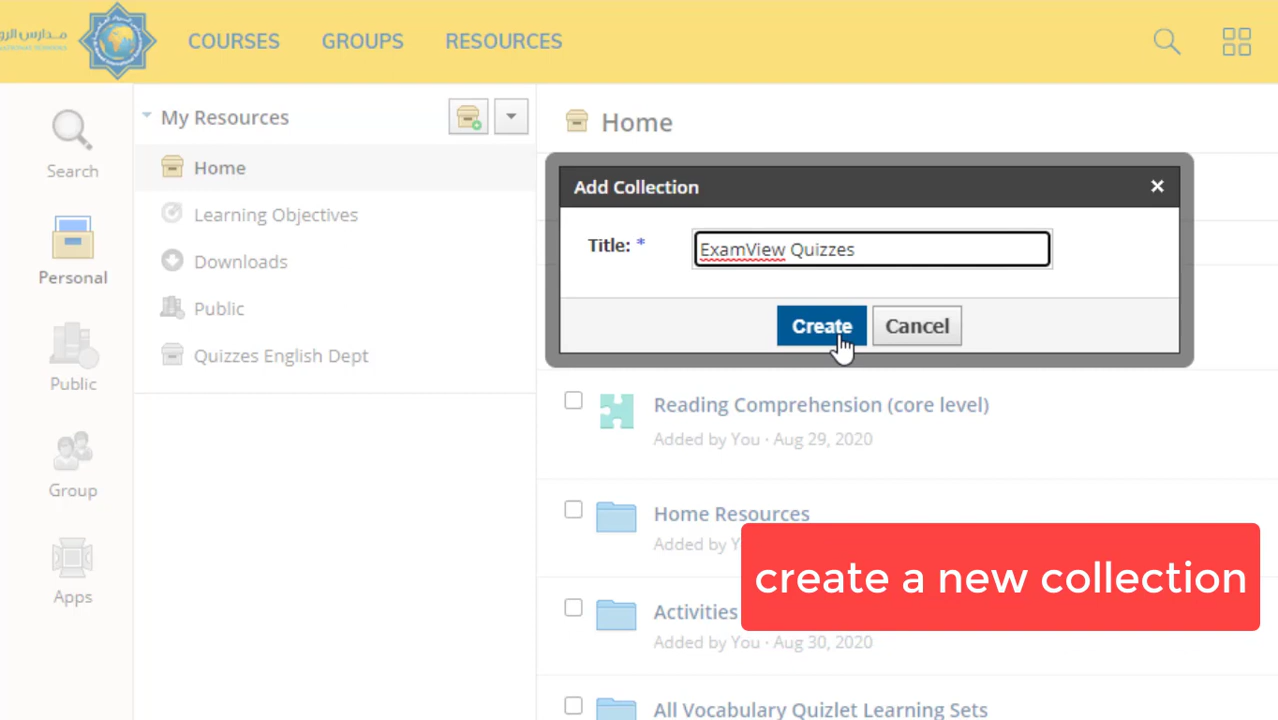 مدارس الرو
COURSES
GROUPS
RESOURCES
Search
Personal
Public
Group
Apps
My Resources
Home
Learning Objectives
Downloads
Public
Quizzes English Dept
Home
Add Collection
Title: *
ExamView Quizzes
Create
Cancel
Reading Comprehension (core level)
Added by You · Aug 29, 2020
Home Resources
Added by Y
create a new collection
Activities
Added by You · Aug 30, 2020
All Vocabulary Quizlet Learning Sets